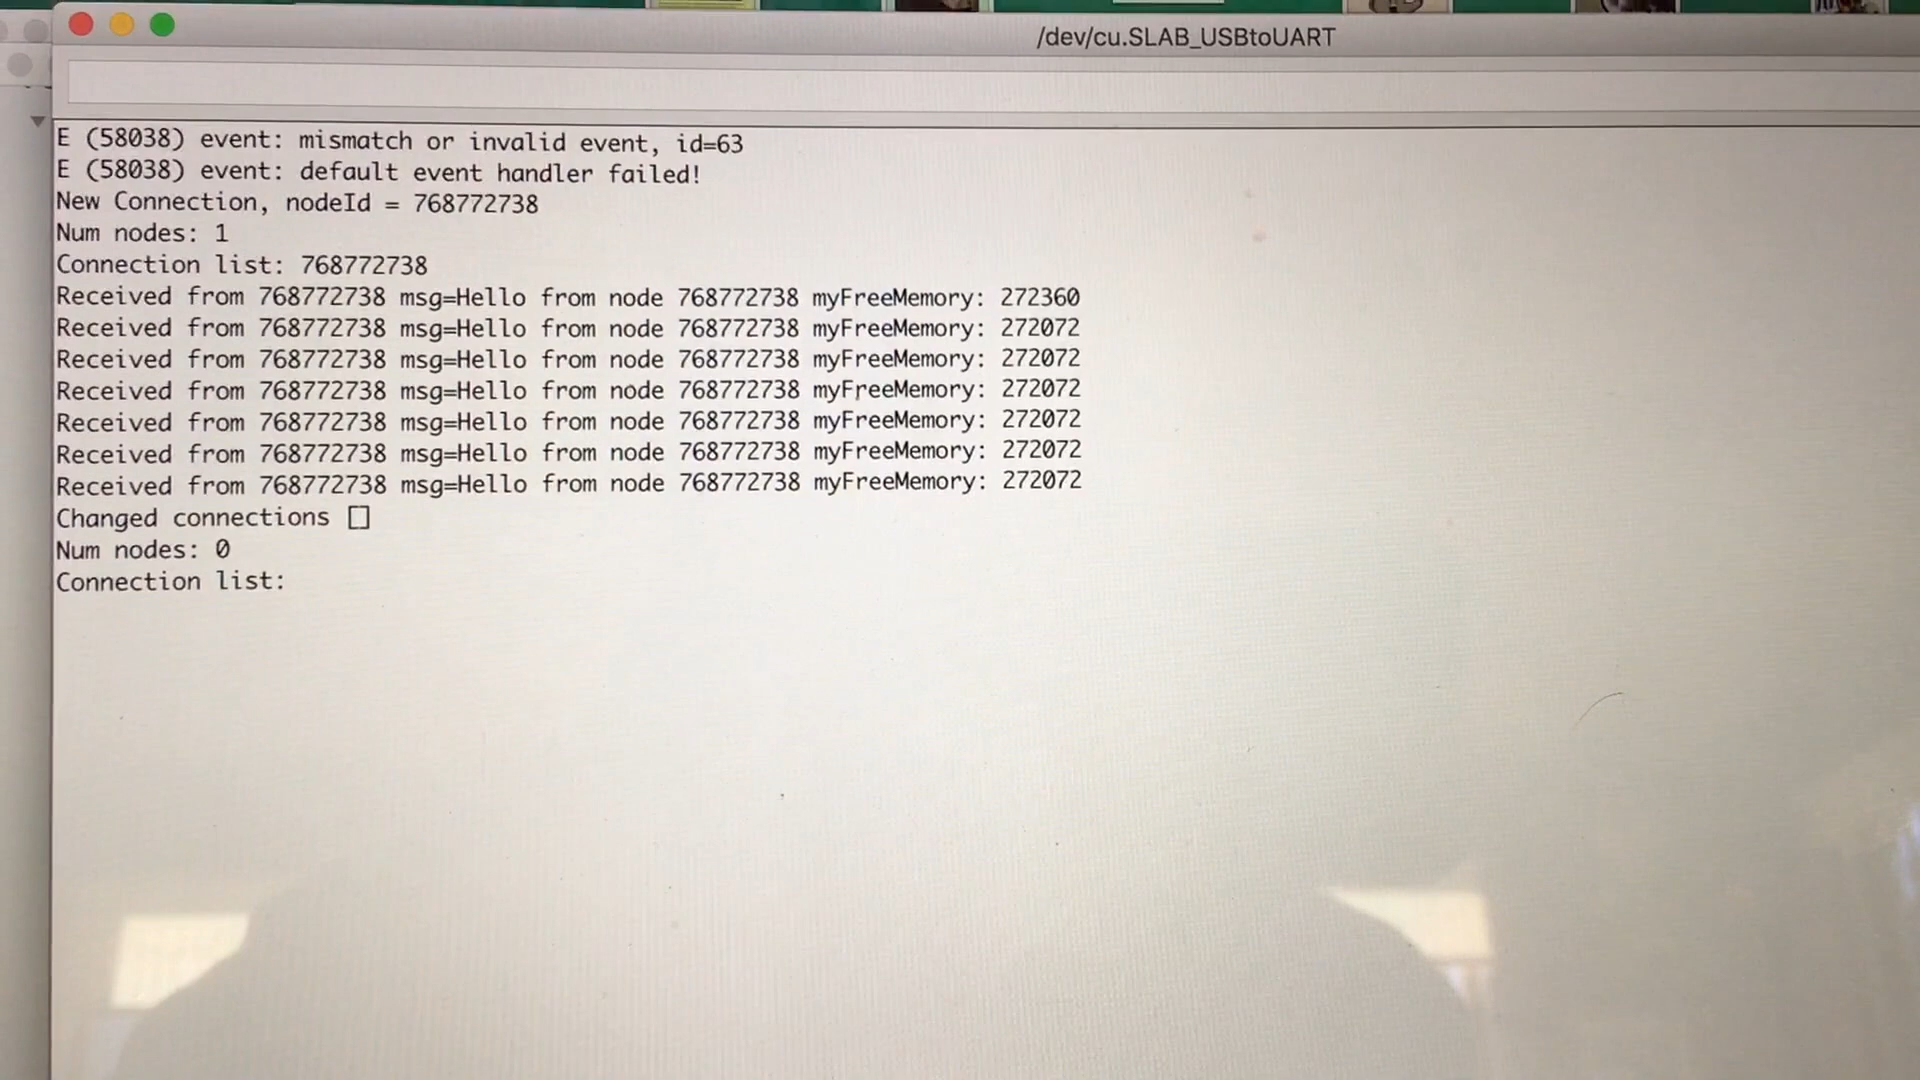 /dev/cu.SLAB_USBtoUART
E (58038) event: mismatch or invalid event, id=63
E (58038) event: default event handler failed!
New Connection, nodeId = 768772738
Num nodes: 1
Connection list: 768772738
Received from 768772738 msg=Hello from node 768772738 myFreeMemory: 272360
Received from 768772738 msg=Hello from node 768772738 myFreeMemory: 272072
Received from 768772738 msg=Hello from node 768772738 myFreeMemory: 272072
Received from 768772738 msg=Hello from node 768772738 myFreeMemory: 272072
Received from 768772738 msg=Hello from node 768772738 myFreeMemory: 272072
Received from 768772738 msg=Hello from node 768772738 myFreeMemory: 272072
Received from 768772738 msg=Hello from node 768772738 myFreeMemory: 272072
Changed connections []
Num nodes: 0
Connection list: